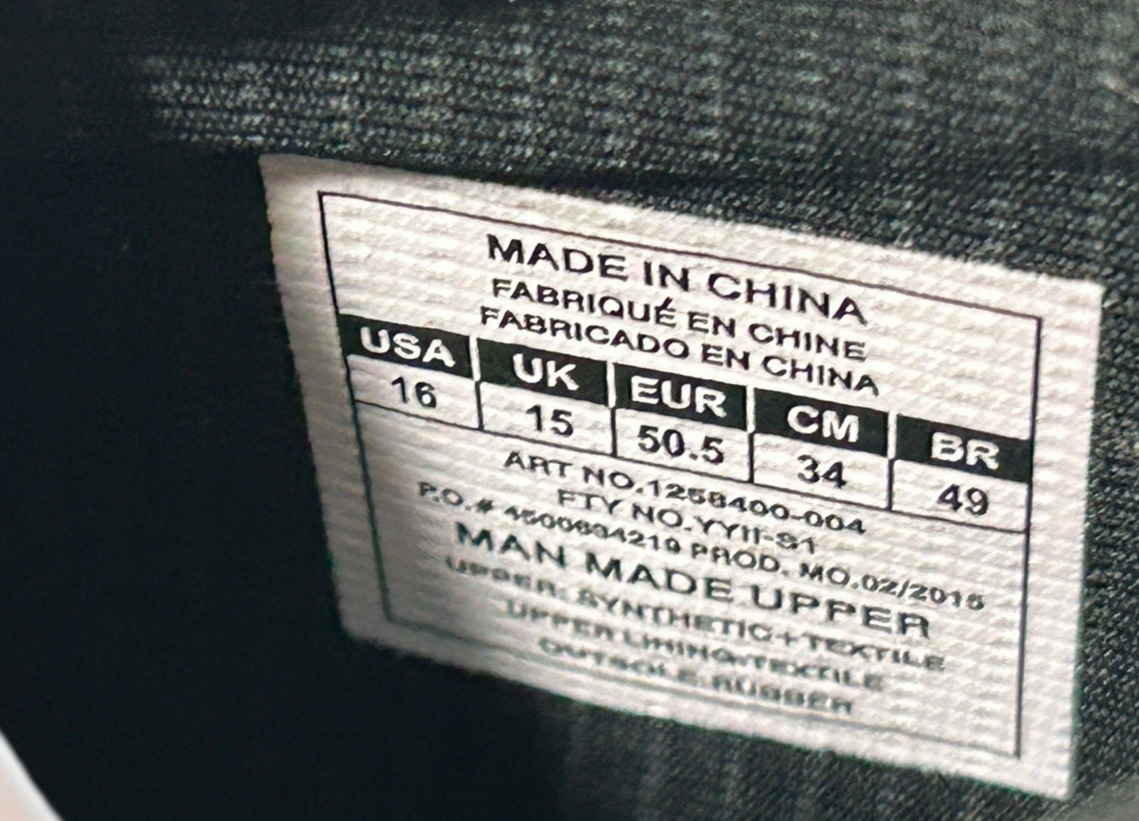 MADE IN CHINA
FABRIQUÉ EN CHINE
FABRICADO EN CHINA
USA UK EUR CM BR
16 15 50.5 34 49
ART NO.1258400-004
FTY NO.YYII-S1
P.O.# 4500694219 PROD. MO.02/2015
MAN MADE UPPER
UPPER: SYNTHETIC+TEXTILE
UPPER LINING:TEXTILE
OUTSOLE:RUBBER